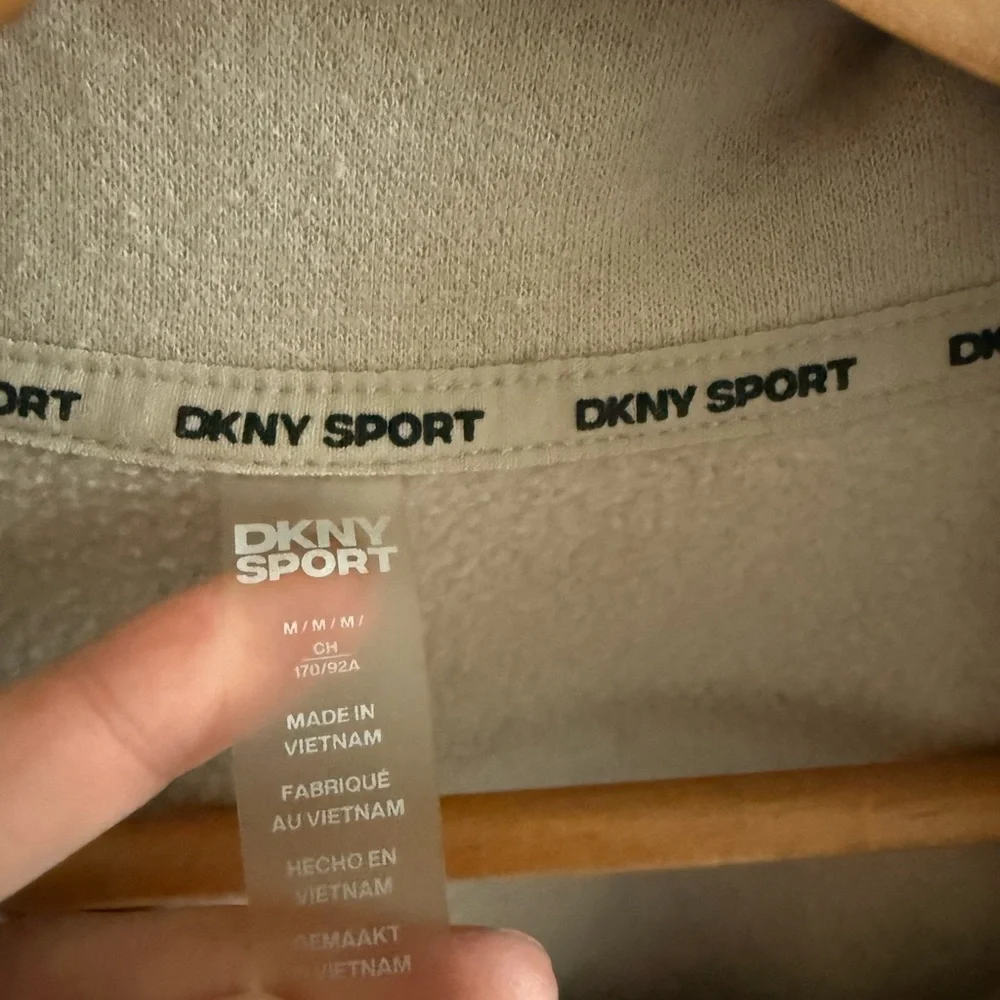 ORT DKNY SPORT DKNY SPORT DK
DKNY
SPORT
M / M / M /
CH
170/92A
MADE IN
VIETNAM
FABRIQUÉ
AU VIETNAM
HECHO EN
VIETNAM
GEMAAKT
VIETNAM